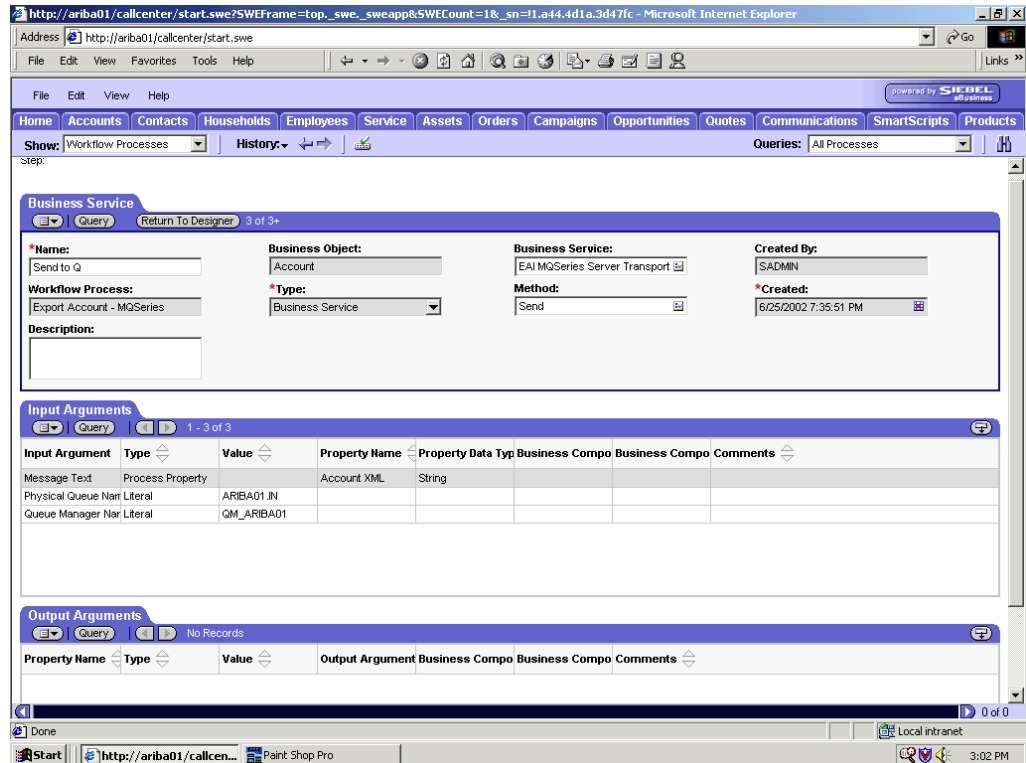 http://ariba01/callcenter/start.swe?SWEFrame=top._swe._sweapp&SWECount=1&_sn=!1.a44.4d1a.3d47fc - Microsoft Internet Explorer
Address http://ariba01/callcenter/start.swe Go
File Edit View Favorites Tools Help Links »
File Edit View Help powered by SIEBEL eBusiness
Home Accounts Contacts Households Employees Service Assets Orders Campaigns Opportunities Quotes Communications SmartScripts Products
Show: Workflow Processes History: Queries: All Processes
Step:
Business Service
Query Return To Designer 3 of 3+
*Name: Business Object: Business Service: Created By:
Send to Q Account EAI MQSeries Server Transport SADMIN
Workflow Process: *Type: Method: *Created:
Export Account - MQSeries Business Service Send 6/25/2002 7:35:51 PM
Description:
Input Arguments
Query 1 - 3 of 3
Input Argument Type Value Property Name Property Data Typ Business Compo Business Compo Comments
Message Text Process Property Account XML String
Physical Queue Nam Literal ARIBA01.IN
Queue Manager Nar Literal QM_ARIBA01
Output Arguments
Query No Records
Property Name Type Value Output Argument Business Compo Business Compo Comments
0 of 0
Done Local intranet
Start http://ariba01/callcen... Paint Shop Pro 3:02 PM